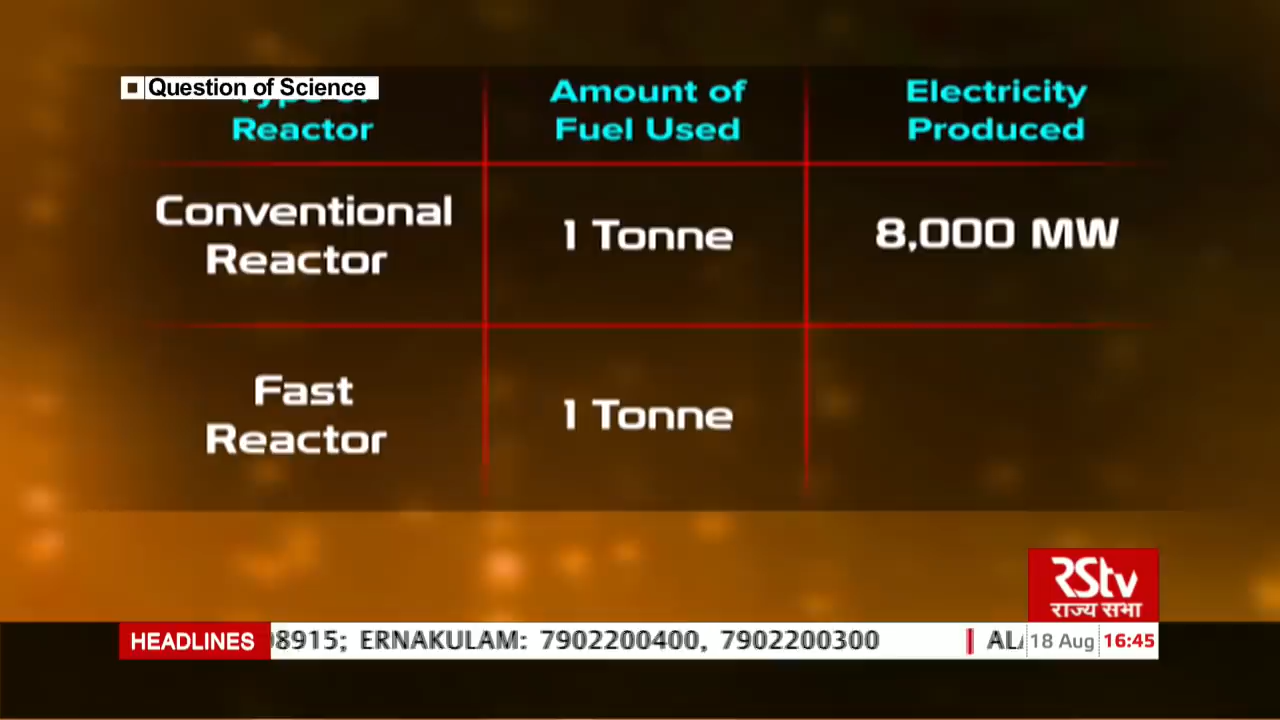 Question of Science
Reactor
Amount of
Fuel Used
Electricity
Produced
Conventional
Reactor
1 Tonne
8,000 MW
Fast
Reactor
1 Tonne
RStv
राज्य सभा
HEADLINES
08915; ERNAKULAM: 7902200400, 7902200300
18 Aug
16:45